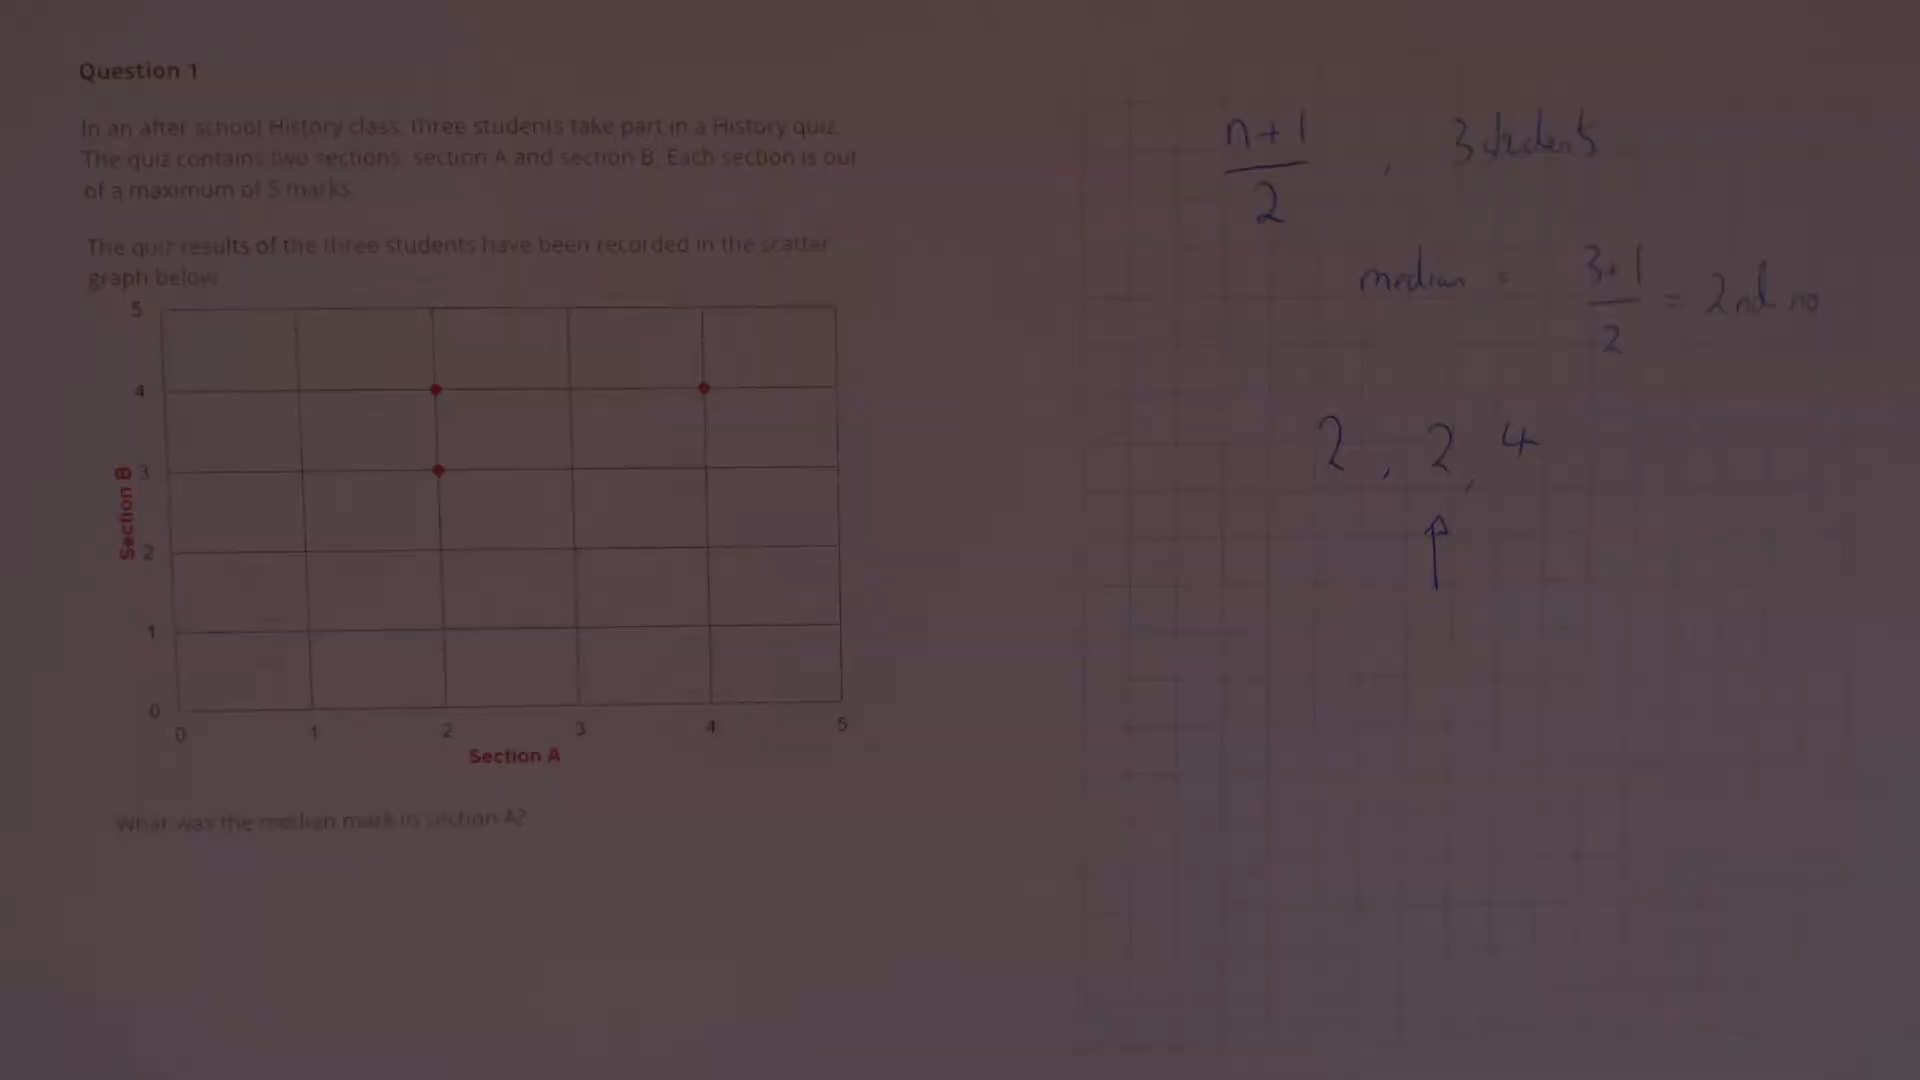 Question 1
In an after school History class, three students take part in a History quiz.
The quiz contains two sections, section A and section B. Each section is out
of a maximum of 5 marks.
The quiz results of the three students have been recorded in the scatter
graph below.
5
4
3
2
1
0
Section B
0 1 2 3 4 5
Section A
What was the median mark in section A?
n+1
2
, 3 students
median = 3+1
2
= 2nd no
2, 2, 4